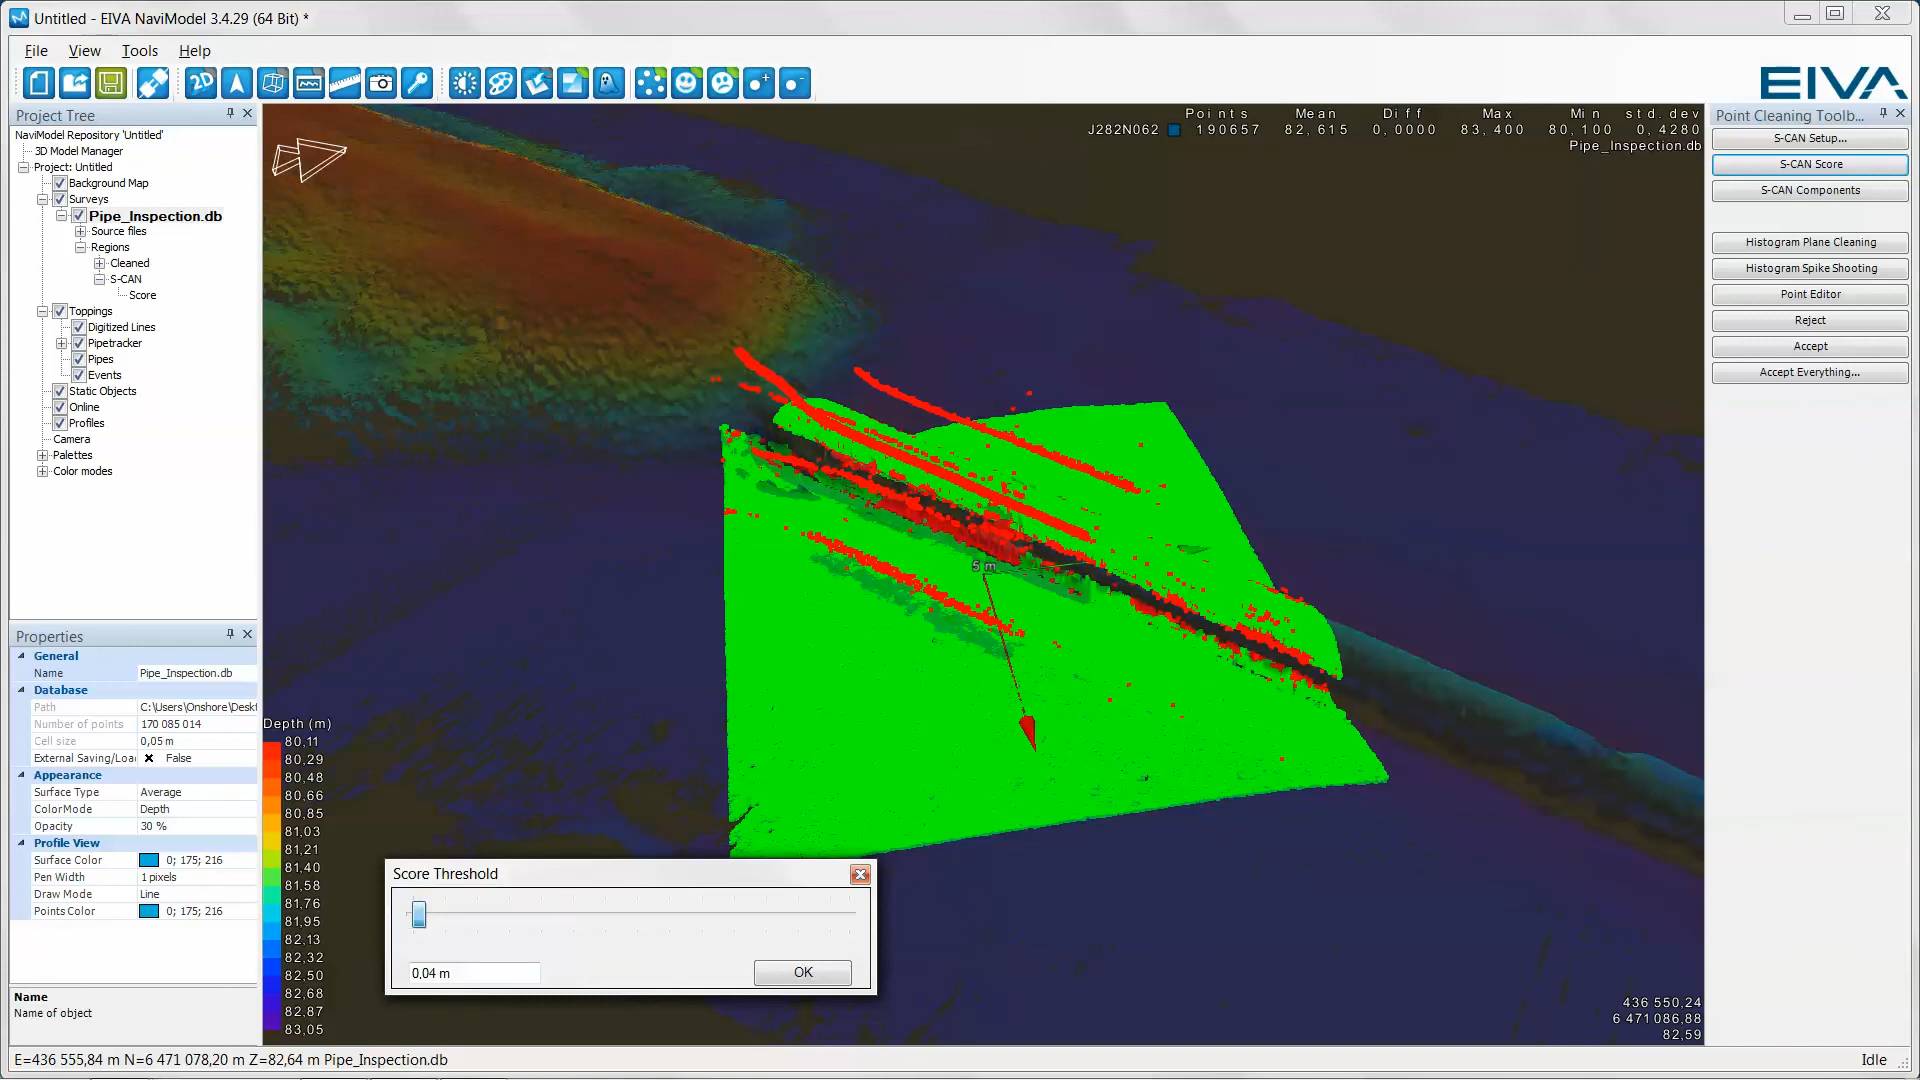 Untitled - EIVA NaviModel 3.4.29 (64 Bit) *
File View Tools Help
2D
EIVA
Project Tree
NaviModel Repository 'Untitled'
3D Model Manager
Project: Untitled
Background Map
Surveys
Pipe_Inspection.db
Source files
Regions
Cleaned
S-CAN
Score
Toppings
Digitized Lines
Pipetracker
Pipes
Events
Static Objects
Online
Profiles
Camera
Palettes
Color modes
Properties
General
Name Pipe_Inspection.db
Database
Path C:\Users\Onshore\Deskt
Number of points 170 085 014
Cell size 0,05 m
External Saving/Loa False
Appearance
Surface Type Average
ColorMode Depth
Opacity 30 %
Profile View
Surface Color 0; 175; 216
Pen Width 1 pixels
Draw Mode Line
Points Color 0; 175; 216
Name
Name of object
Points Mean Diff Max Min std.dev
J282N062 190657 82,615 0,0000 83,400 80,100 0,4280
Pipe_Inspection.db
5 m
Depth (m)
80,11
80,29
80,48
80,66
80,85
81,03
81,21
81,40
81,58
81,76
81,95
82,13
82,32
82,50
82,68
82,87
83,05
Score Threshold
0,04 m
OK
436 550,24
6 471 086,88
82,59
Point Cleaning Toolb...
S-CAN Setup...
S-CAN Score
S-CAN Components
Histogram Plane Cleaning
Histogram Spike Shooting
Point Editor
Reject
Accept
Accept Everything...
E=436 555,84 m N=6 471 078,20 m Z=82,64 m Pipe_Inspection.db
Idle